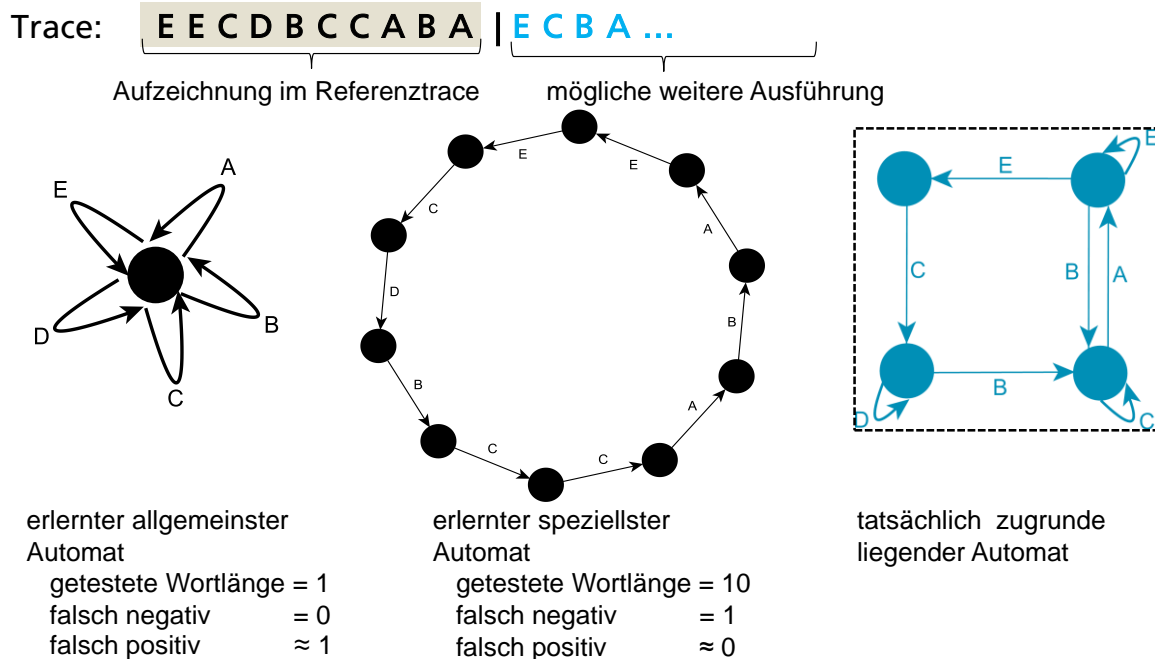 Trace: E E C D B C C A B A | E C B A ...
Aufzeichnung im Referenztrace
mögliche weitere Ausführung
E
A
D
B
C
E
E
C
A
D
B
B
A
C
C
E
E
C
B
A
B
D
C
erlernter allgemeinster
Automat
getestete Wortlänge = 1
falsch negativ = 0
falsch positiv ≈ 1
erlernter speziellster
Automat
getestete Wortlänge = 10
falsch negativ = 1
falsch positiv ≈ 0
tatsächlich zugrunde
liegender Automat